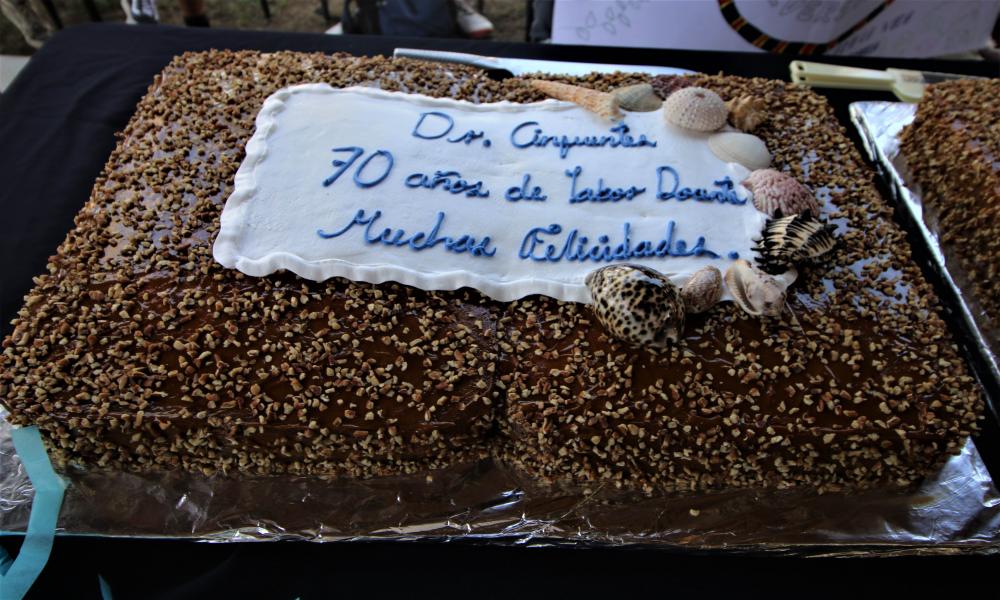 Dr. Cifuentes
70 años de labor Docente
Muchas Felicidades.